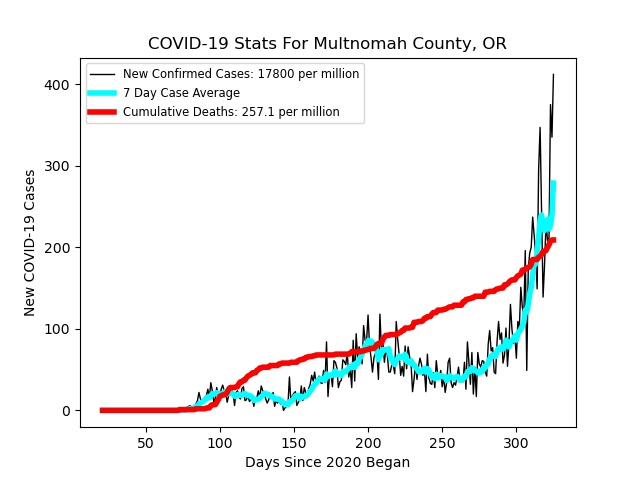 COVID-19 Stats For Multnomah County, OR
New Confirmed Cases: 17800 per million
7 Day Case Average
Cumulative Deaths: 257.1 per million
New COVID-19 Cases
400
300
200
100
0
50 100 150 200 250 300
Days Since 2020 Began